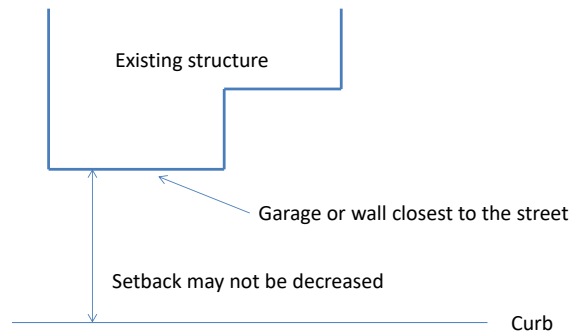 Existing structure
Garage or wall closest to the street
Setback may not be decreased
Curb